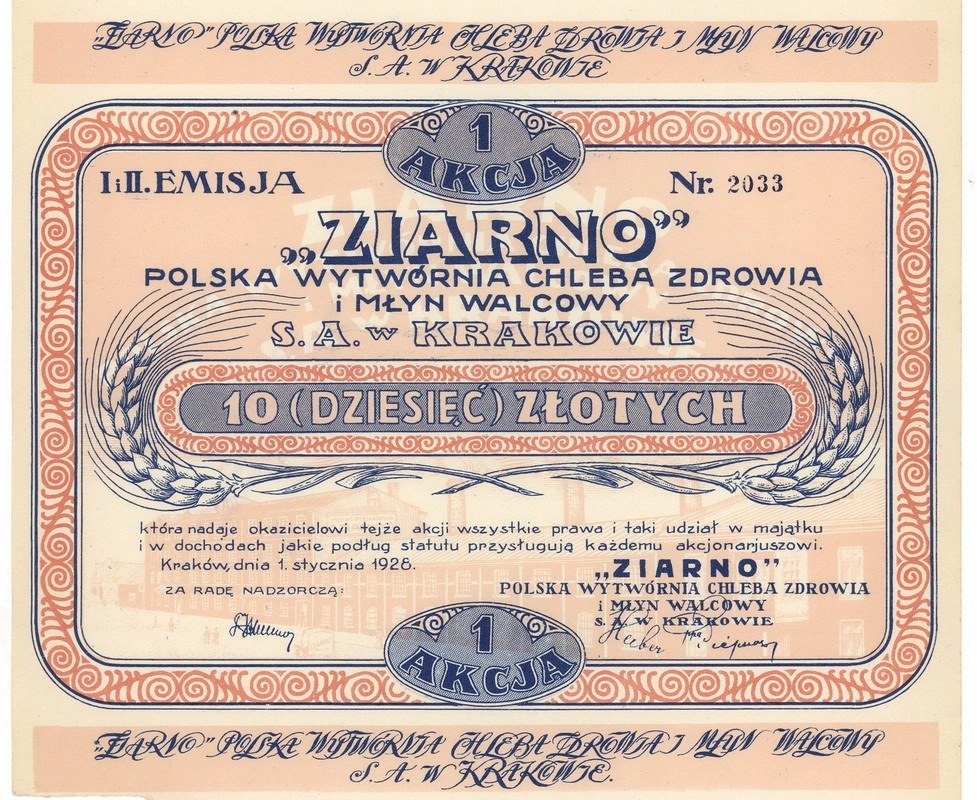 „ZIARNO” POLSKA WYTWÓRNIA CHLEBA ZDROWIA I MŁYN WALCOWY
S. A. W KRAKOWIE
1
AKCJA
I i II. EMISJA
Nr. 2033
„ZIARNO”
POLSKA WYTWÓRNIA CHLEBA ZDROWIA
i MŁYN WALCOWY
S. A. w KRAKOWIE
10 (DZIESIĘĆ) ZŁOTYCH
która nadaje okazicielowi tejże akcji wszystkie prawa i taki udział w majątku
i w dochodach jakie podług statutu przysługują każdemu akcjonarjuszowi.
Kraków, dnia 1. stycznia 1928.
ZA RADĘ NADZORCZĄ:
„ZIARNO”
POLSKA WYTWÓRNIA CHLEBA ZDROWIA
i MŁYN WALCOWY
S. A. W KRAKOWIE
1
AKCJA
„ZIARNO” POLSKA WYTWÓRNIA CHLEBA ZDROWIA I MŁYN WALCOWY
S. A. W KRAKOWIE.